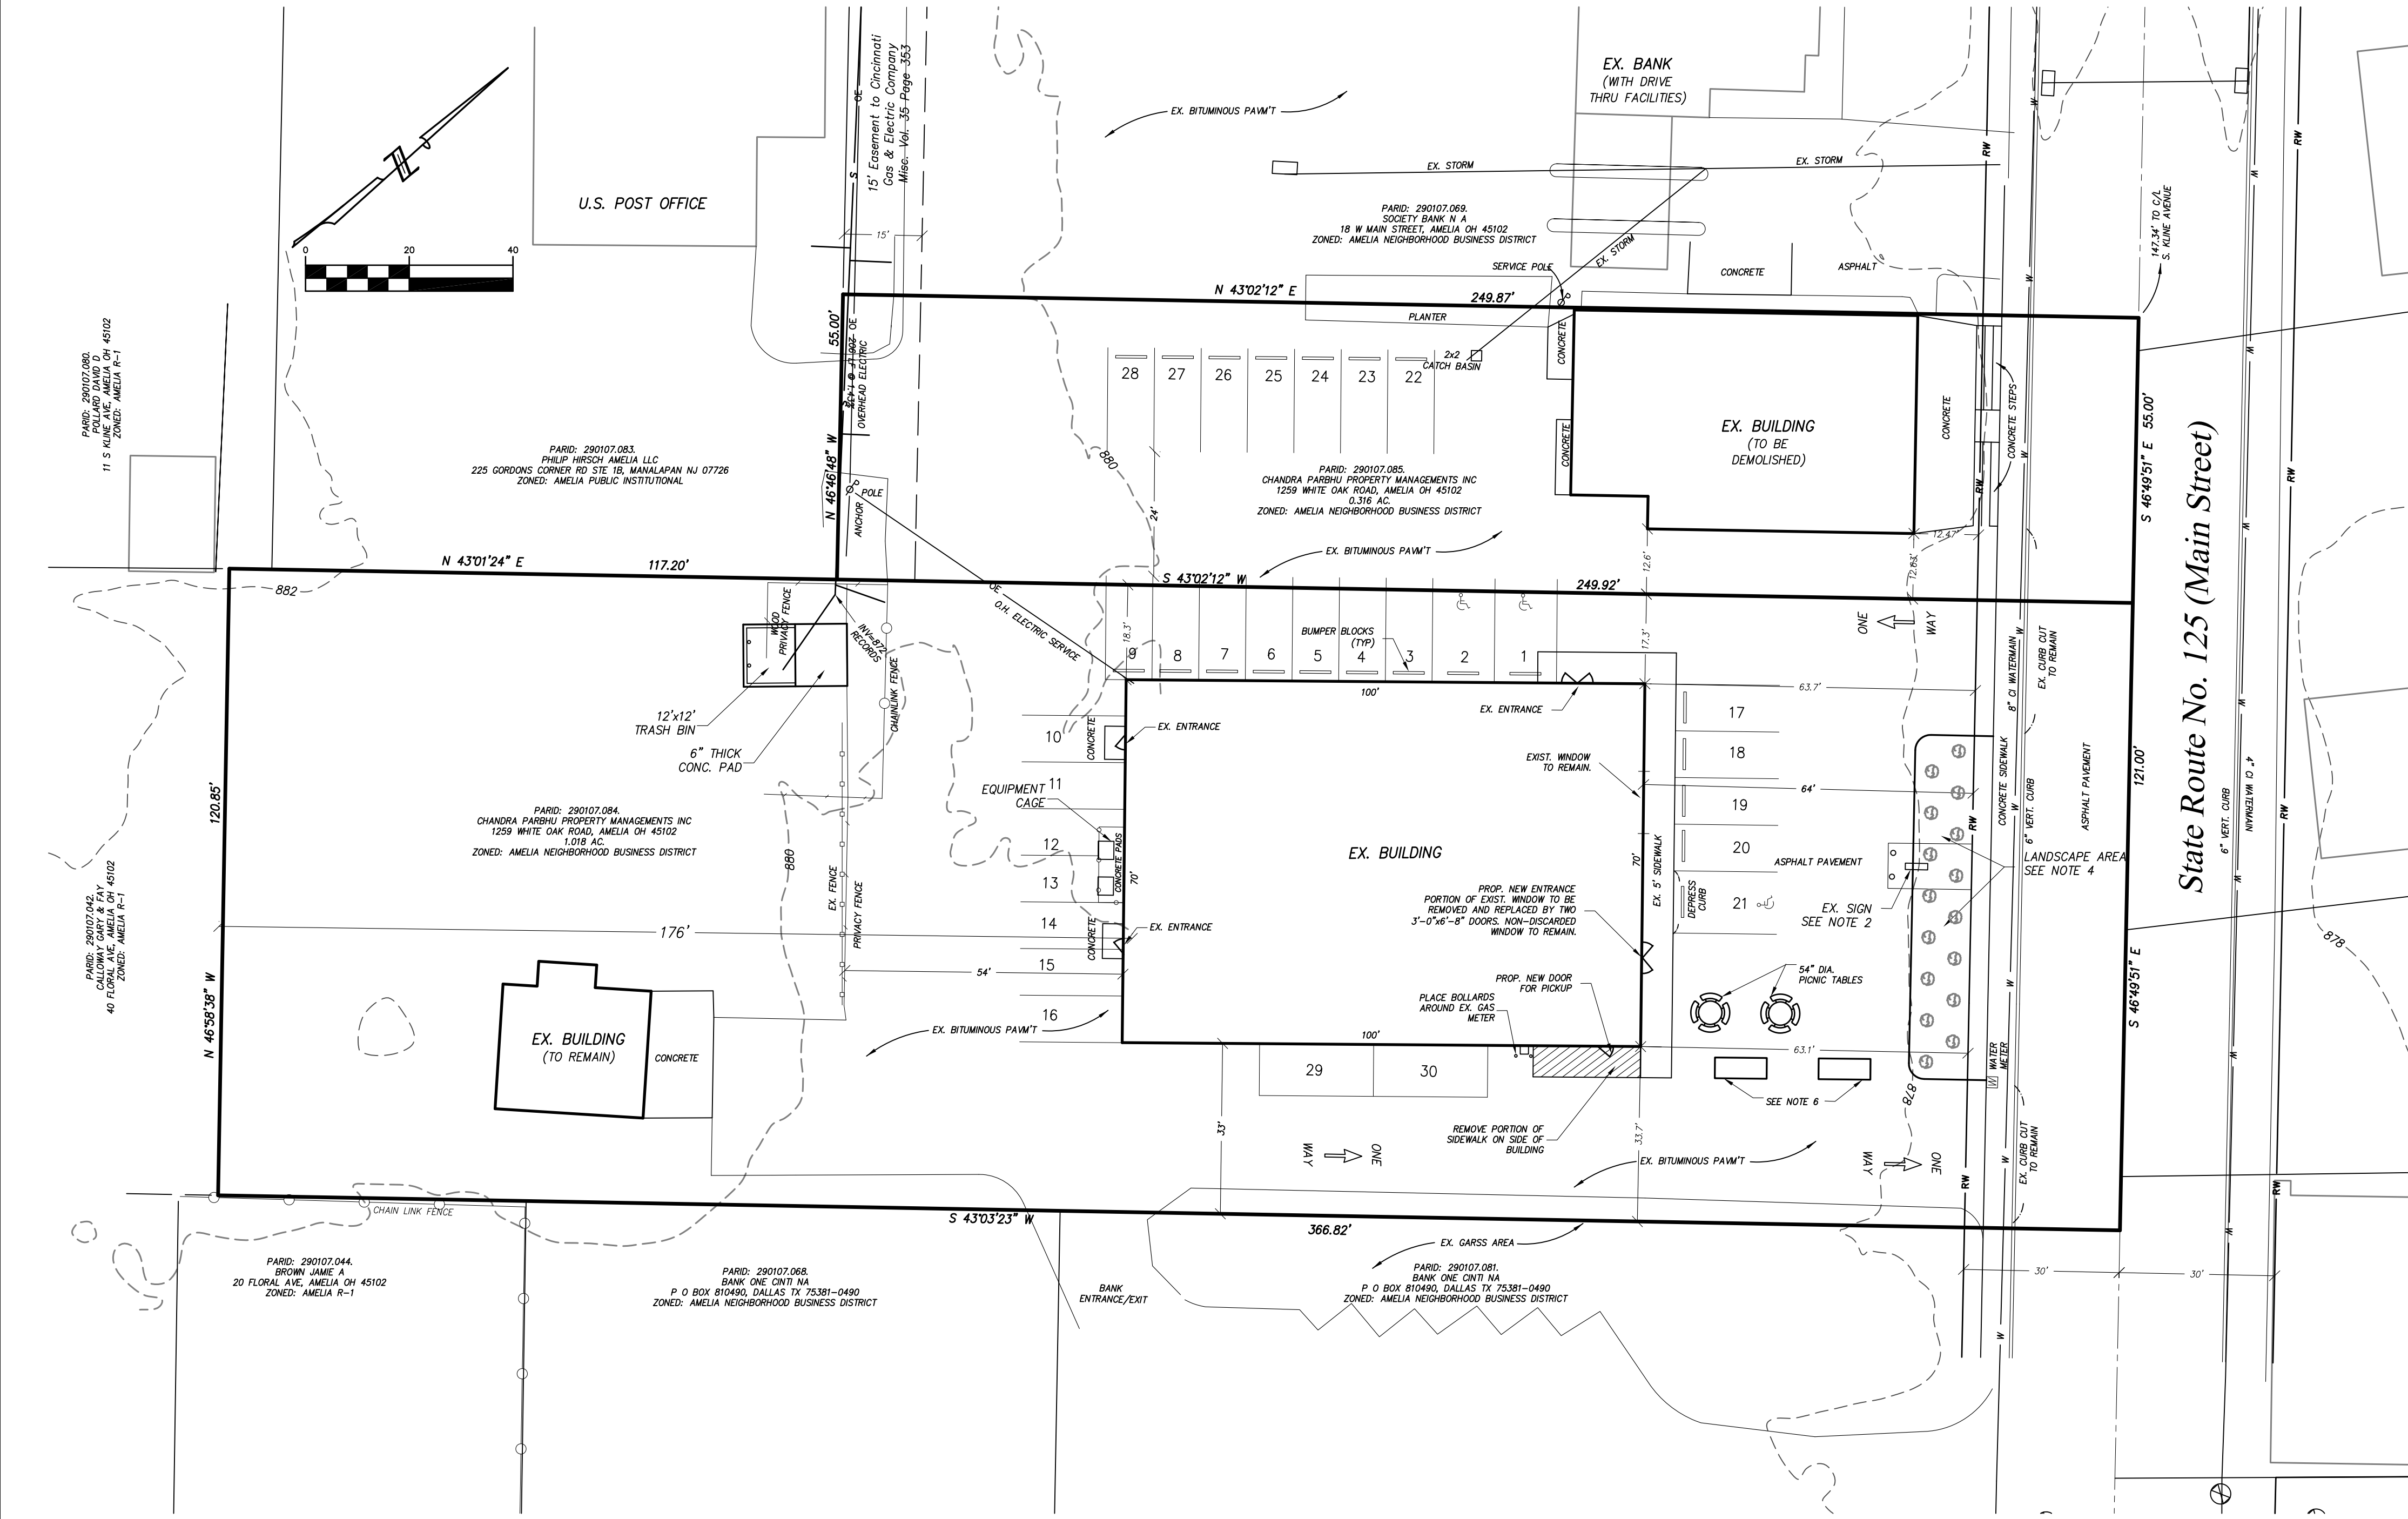 15' Easement to Cincinnati
Gas & Electric Company
Misc. Vol. 35 Page 353
OE
S
15'
U.S. POST OFFICE
0 20 40
N
EX. BITUMINOUS PAVM'T
EX. BANK
(WITH DRIVE
THRU FACILITIES)
EX. STORM
EX. STORM
EX. STORM
PARID: 290107.069.
SOCIETY BANK N A
18 W MAIN STREET, AMELIA OH 45102
ZONED: AMELIA NEIGHBORHOOD BUSINESS DISTRICT
SERVICE POLE
P
CONCRETE
ASPHALT
RW
W
147.34' TO C/L
S. KLINE AVENUE
N 43°02'12" E
249.87'
PLANTER
55.00'
N 46°46'48" W
OE
206 LF @ 1.43%
OVERHEAD ELECTRIC
2x2
CATCH BASIN
28
27
26
25
24
23
22
CONCRETE
CONCRETE
EX. BUILDING
(TO BE
DEMOLISHED)
CONCRETE
CONCRETE STEPS
S 46°49'51" E 55.00'
State Route No. 125 (Main Street)
PARID: 290107.080.
POLLARD DAVID D
11 S KLINE AVE, AMELIA OH 45102
ZONED: AMELIA R-1
PARID: 290107.083.
PHILIP HIRSCH AMELIA LLC
225 GORDONS CORNER RD STE 1B, MANALAPAN NJ 07726
ZONED: AMELIA PUBLIC INSTITUTIONAL
P
POLE
ANCHOR
880
24'
PARID: 290107.085.
CHANDRA PARBHU PROPERTY MANAGEMENTS INC
1259 WHITE OAK ROAD, AMELIA OH 45102
0.316 AC.
ZONED: AMELIA NEIGHBORHOOD BUSINESS DISTRICT
EX. BITUMINOUS PAVM'T
12.6'
12.63'
12.47'
N 43°01'24" E
117.20'
S 43°02'12" W
249.92'
882
WOOD
PRIVACY FENCE
INV=872
RECORDS
CHAINLINK FENCE
OE
O.H. ELECTRIC SERVICE
18.3'
BUMPER BLOCKS
(TYP)
9
8
7
6
5
4
3
2
1
17.3'
ONE
WAY
8" CI WATERMAIN
EX. CURB CUT
TO REMAIN
12'x12'
TRASH BIN
6" THICK
CONC. PAD
100'
EX. ENTRANCE
63.7'
10
CONCRETE
EX. ENTRANCE
EQUIPMENT
CAGE
11
12
13
14
15
16
CONCRETE PADS
70'
CONCRETE
EX. ENTRANCE
EX. BUILDING
EXIST. WINDOW
TO REMAIN.
17
18
19
20
21
64'
70'
EX. 5' SIDEWALK
DEPRESS
CURB
ASPHALT PAVEMENT
PROP. NEW ENTRANCE
PORTION OF EXIST. WINDOW TO BE
REMOVED AND REPLACED BY TWO
3'-0"x6'-8" DOORS. NON-DISCARDED
WINDOW TO REMAIN.
EX. SIGN
SEE NOTE 2
LANDSCAPE AREA
SEE NOTE 4
CONCRETE SIDEWALK
6" VERT. CURB
ASPHALT PAVEMENT
121.00'
S 46°49'51" E
6" VERT. CURB
4" CI WATERMAIN
878
120.85'
N 46°58'38" W
PARID: 290107.084.
CHANDRA PARBHU PROPERTY MANAGEMENTS INC
1259 WHITE OAK ROAD, AMELIA OH 45102
1.018 AC.
ZONED: AMELIA NEIGHBORHOOD BUSINESS DISTRICT
880
EX. FENCE
PRIVACY FENCE
PARID: 290107.042.
CALLOWAY GARY & FAY
40 FLORAL AVE, AMELIA OH 45102
ZONED: AMELIA R-1
176'
54'
PROP. NEW DOOR
FOR PICKUP
PLACE BOLLARDS
AROUND EX. GAS
METER
54" DIA.
PICNIC TABLES
EX. BUILDING
(TO REMAIN)
CONCRETE
EX. BITUMINOUS PAVM'T
100'
63.1'
29
30
SEE NOTE 6
WATER
METER
W
878
33'
33.7'
REMOVE PORTION OF
SIDEWALK ON SIDE OF
BUILDING
WAY
ONE
EX. BITUMINOUS PAVM'T
WAY
ONE
EX. CURB CUT
TO REMAIN
RW
CHAIN LINK FENCE
S 43°03'23" W
366.82'
EX. GARSS AREA
30'
30'
PARID: 290107.044.
BROWN JAMIE A
20 FLORAL AVE, AMELIA OH 45102
ZONED: AMELIA R-1
PARID: 290107.068.
BANK ONE CINTI NA
P O BOX 810490, DALLAS TX 75381-0490
ZONED: AMELIA NEIGHBORHOOD BUSINESS DISTRICT
BANK
ENTRANCE/EXIT
PARID: 290107.081.
BANK ONE CINTI NA
P O BOX 810490, DALLAS TX 75381-0490
ZONED: AMELIA NEIGHBORHOOD BUSINESS DISTRICT